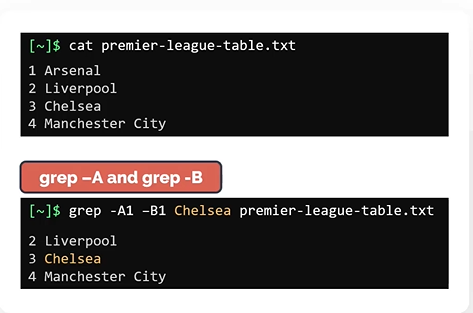 [~]$ cat premier-league-table.txt
1 Arsenal
2 Liverpool
3 Chelsea
4 Manchester City
grep –A and grep -B
[~]$ grep -A1 –B1 Chelsea premier-league-table.txt
2 Liverpool
3 Chelsea
4 Manchester City